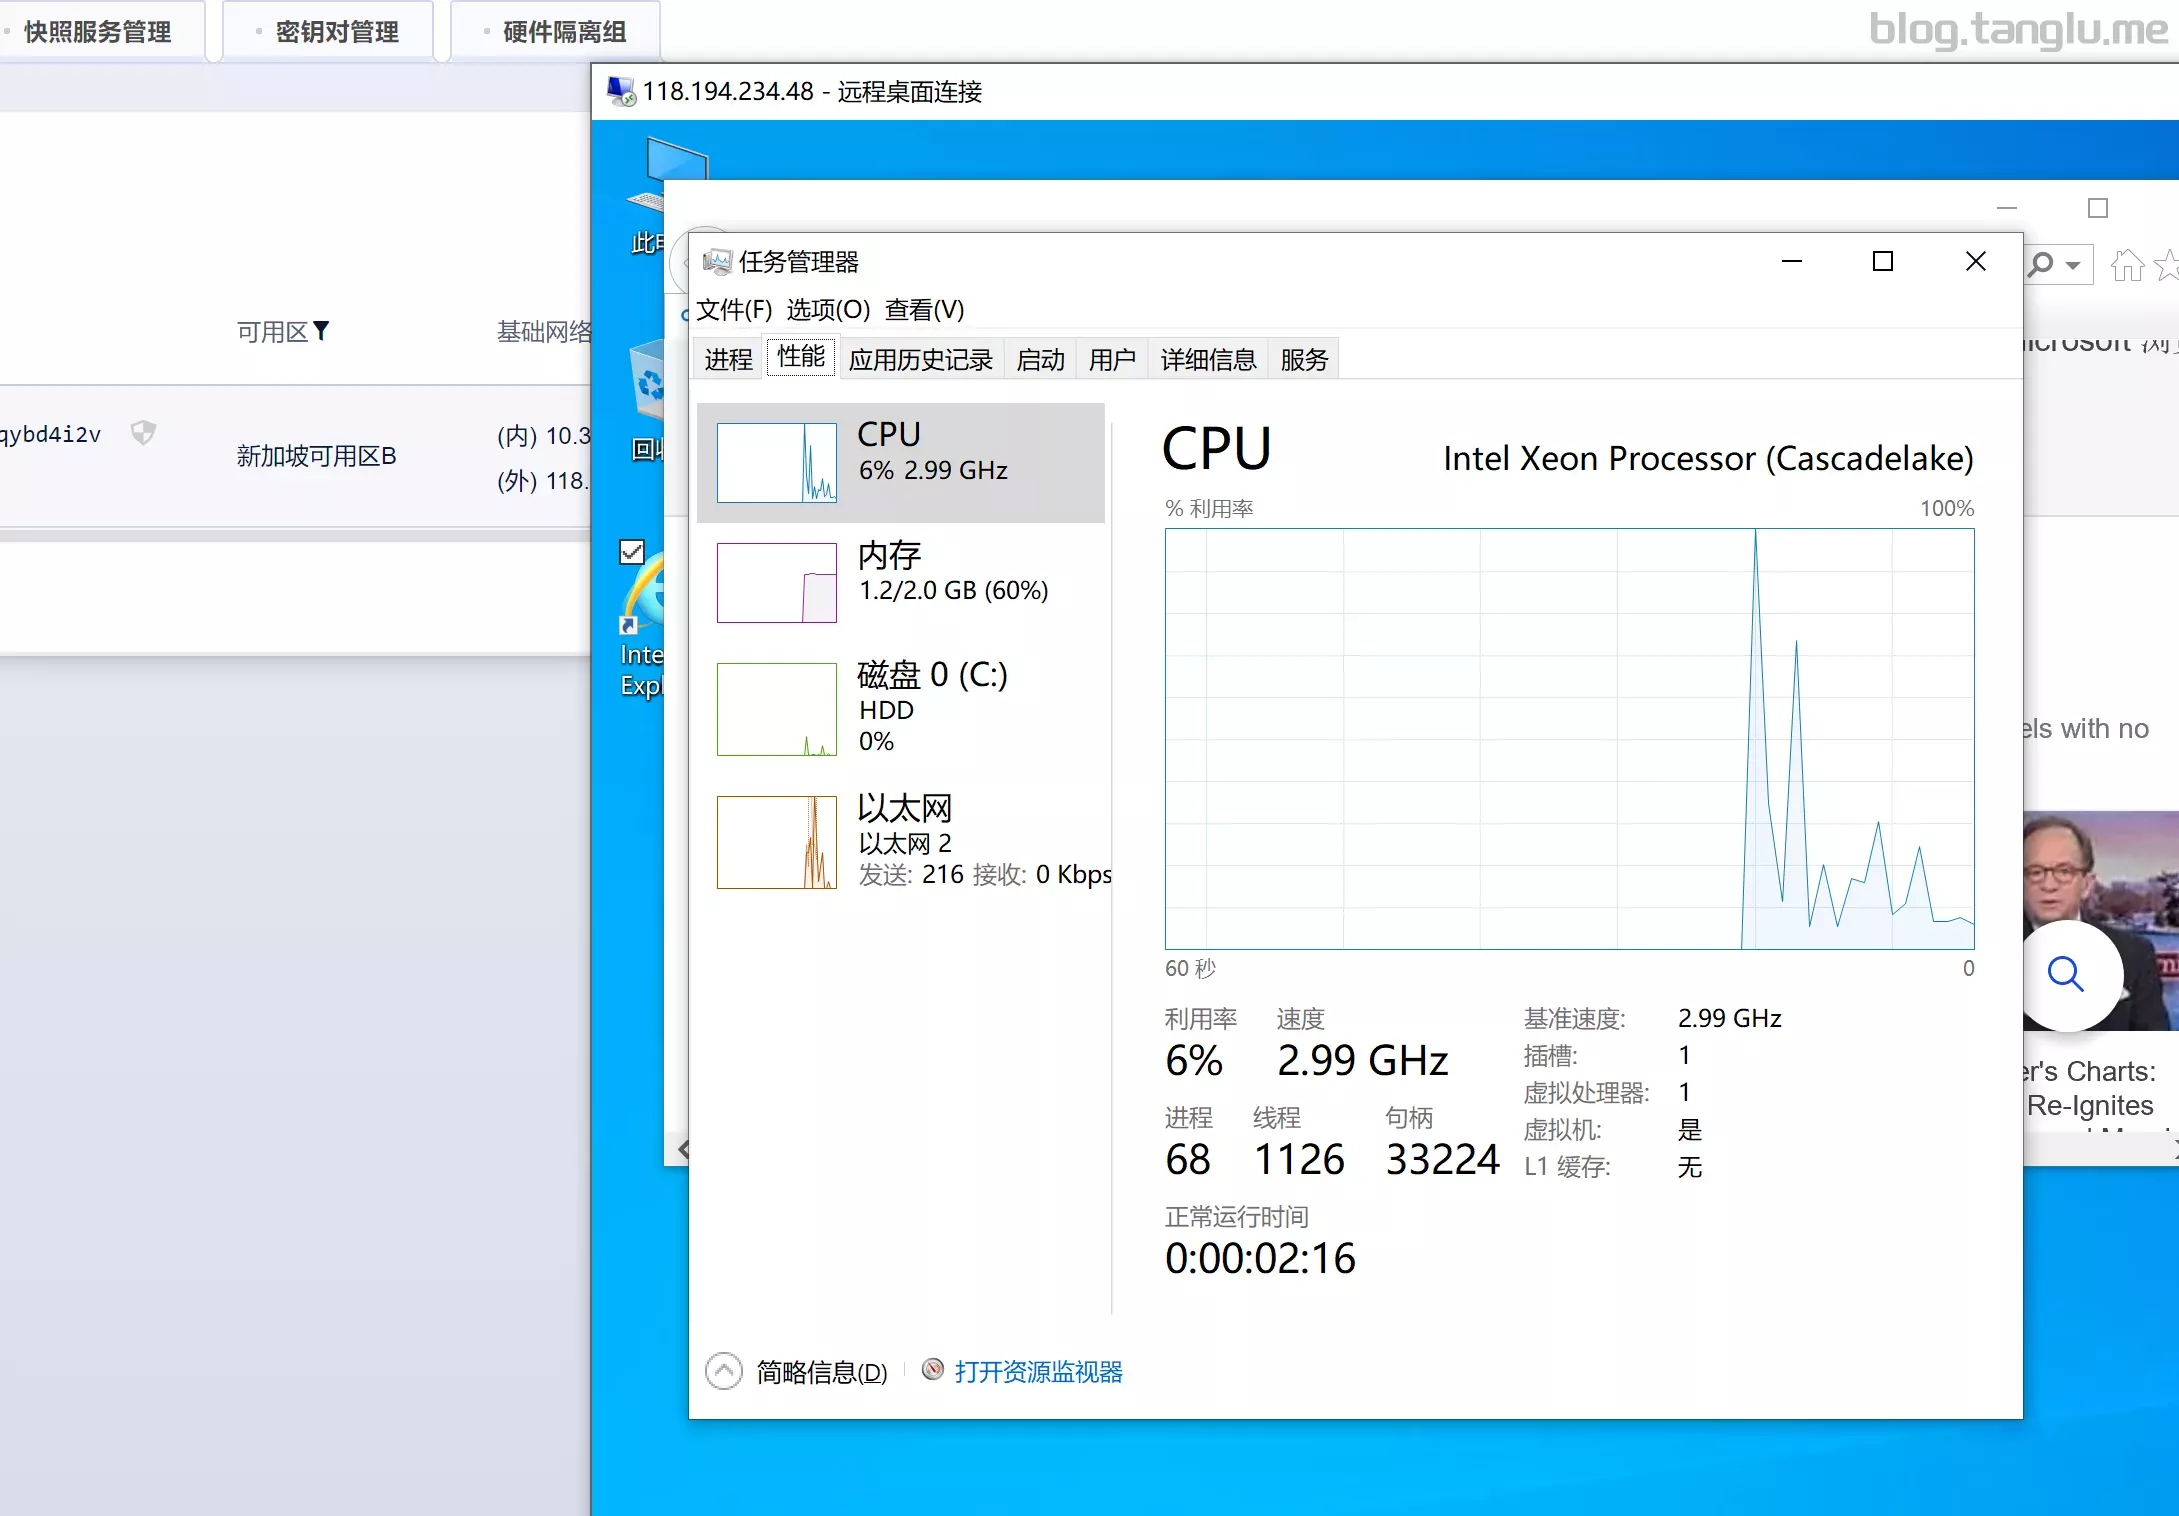 快照服务管理
密钥对管理
硬件隔离组
blog.tanglu.me
118.194.234.48 - 远程桌面连接
可用区
基础网络
qybd4i2v
新加坡可用区B
(内) 10.3
(外) 118.
此
回收
Inte
Expl
任务管理器
文件(F) 选项(O) 查看(V)
进程
性能
应用历史记录
启动
用户
详细信息
服务
CPU
6% 2.99 GHz
内存
1.2/2.0 GB (60%)
磁盘 0 (C:)
HDD
0%
以太网
以太网 2
发送: 216 接收: 0 Kbps
CPU
Intel Xeon Processor (Cascadelake)
% 利用率
100%
60 秒
0
利用率
速度
6%
2.99 GHz
进程
线程
句柄
68
1126
33224
正常运行时间
0:00:02:16
基准速度: 2.99 GHz
插槽: 1
虚拟处理器: 1
虚拟机: 是
L1 缓存: 无
简略信息(D)
打开资源监视器
icrosoft 浏
els with no
er's Charts:
Re-Ignites